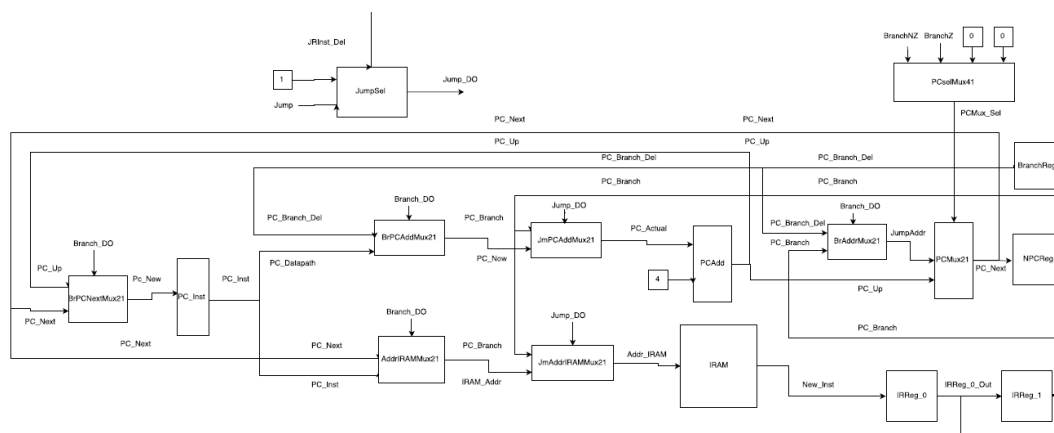 JRInst_Del
1
JumpSel
Jump
Jump_DO
BranchNZ
BranchZ
0
0
PCselMux41
PCMux_Sel
PC_Next
PC_Next
PC_Up
PC_Up
PC_Branch_Del
PC_Branch_Del
BranchReg
PC_Branch
PC_Branch
Branch_DO
Jump_DO
Branch_DO
PC_Branch_Del
PC_Branch
PC_Branch_Del
BrPCAddMux21
JmPCAddMux21
PC_Actual
BrAddrMux21
JumpAddr
PC_Branch
Branch_DO
PC_Now
PCAdd
PCMux21
NPCReg
PC_Datapath
PC_Up
Pc_New
PC_Inst
PC_Next
BrPCNextMux21
PC_Inst
4
PC_Up
PC_Next
Branch_DO
Jump_DO
PC_Branch
PC_Next
PC_Next
PC_Branch
AddrIRAMMux21
JmAddrIRAMMux21
Addr_IRAM
IRAM
PC_Inst
IRAM_Addr
New_Inst
IRReg_0
IRReg_0_Out
IRReg_1